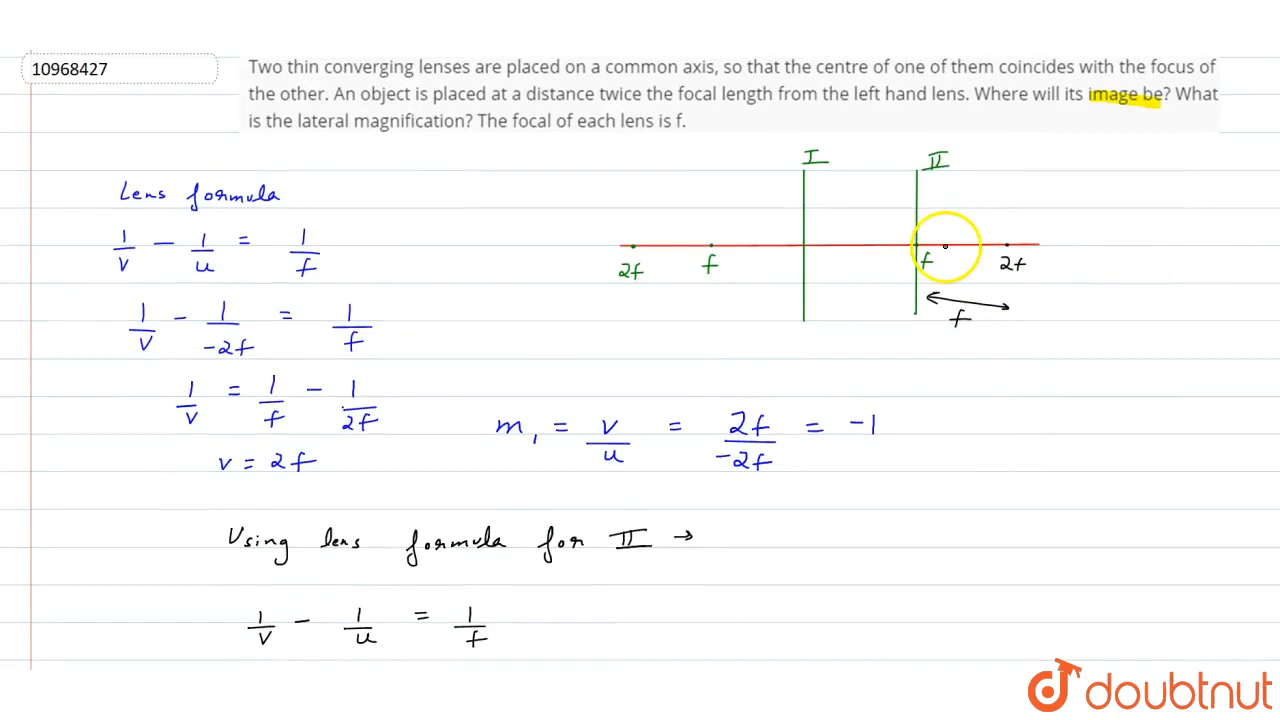 10968427
Two thin converging lenses are placed on a common axis, so that the centre of one of them coincides with the focus of
the other. An object is placed at a distance twice the focal length from the left hand lens. Where will its image be? What
is the lateral magnification? The focal of each lens is f.
I II
Lens formula
1/v - 1/u = 1/f
2f f f 2f
f
1/v - 1/-2f = 1/f
1/v = 1/f - 1/2f
m₁ = v/u = 2f/-2f = -1
v = 2f
Using lens formula for II →
1/v - 1/u = 1/f
doubtnut